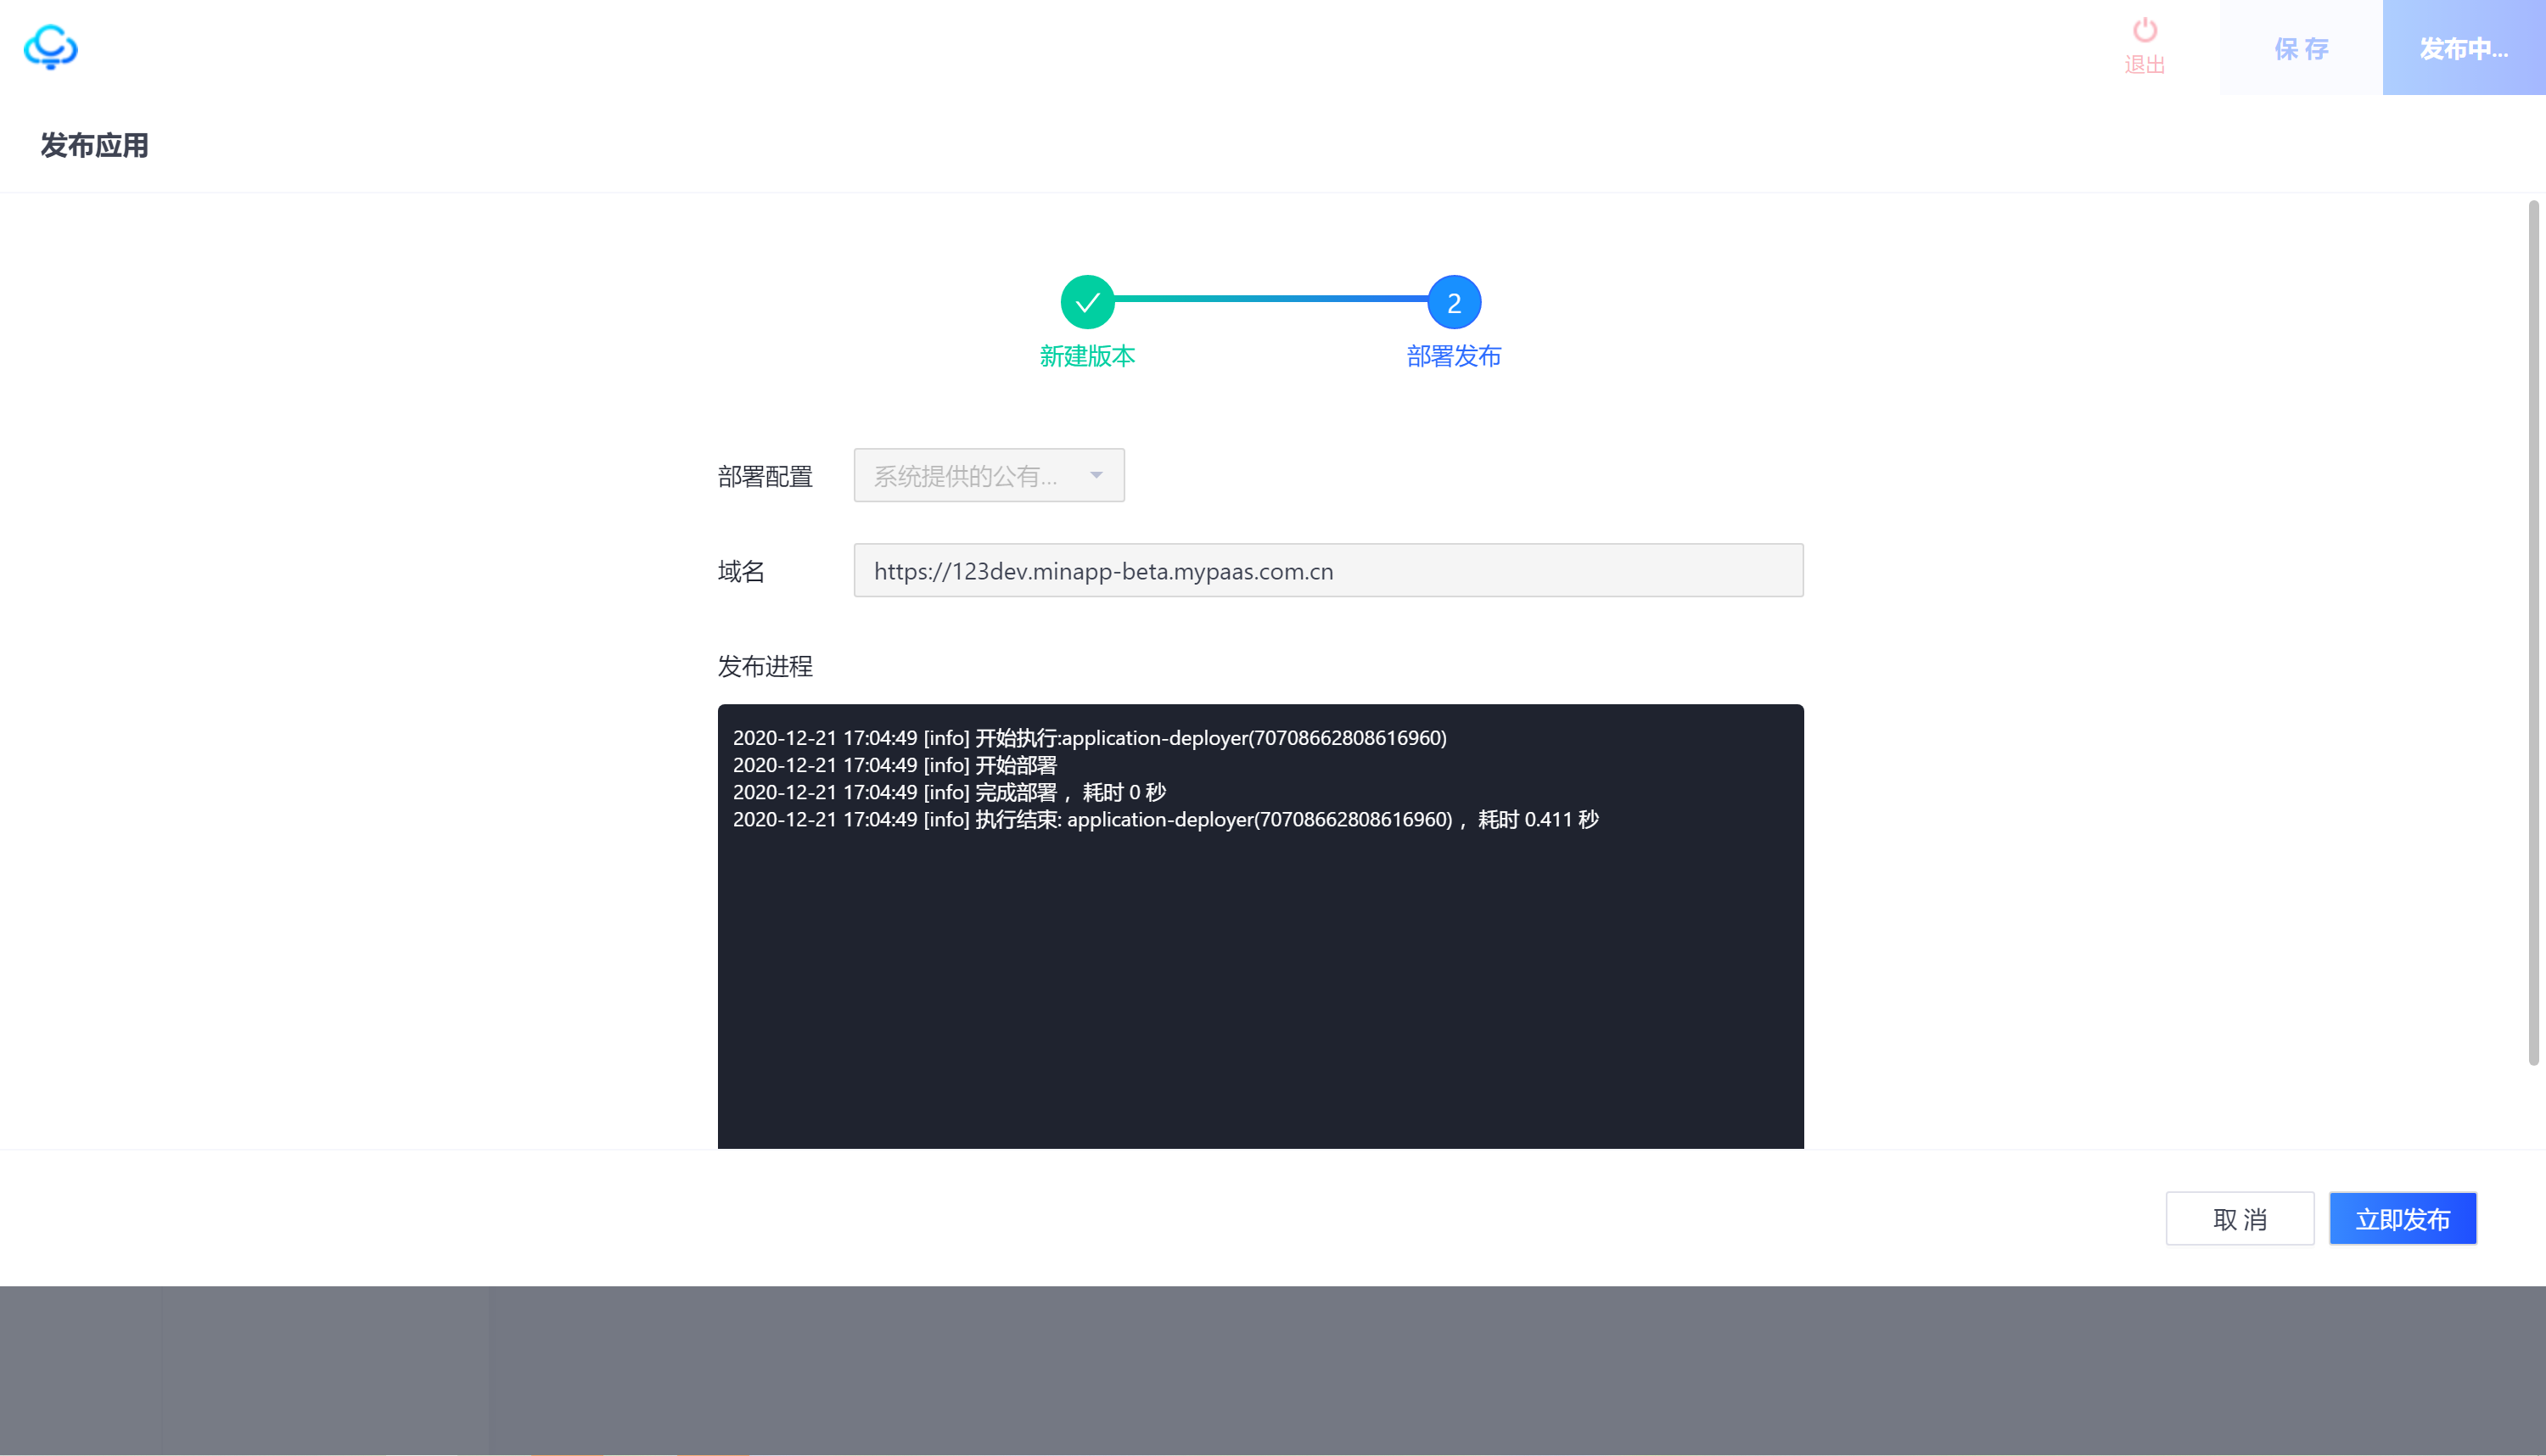 退出
保 存
发布中...
发布应用
2
新建版本
部署发布
部署配置
系统提供的公有...
域名
https://123dev.minapp-beta.mypaas.com.cn
发布进程
2020-12-21 17:04:49 [info] 开始执行:application-deployer(70708662808616960)
2020-12-21 17:04:49 [info] 开始部署
2020-12-21 17:04:49 [info] 完成部署 ，耗时 0 秒
2020-12-21 17:04:49 [info] 执行结束: application-deployer(70708662808616960) ，耗时 0.411 秒
取 消
立即发布